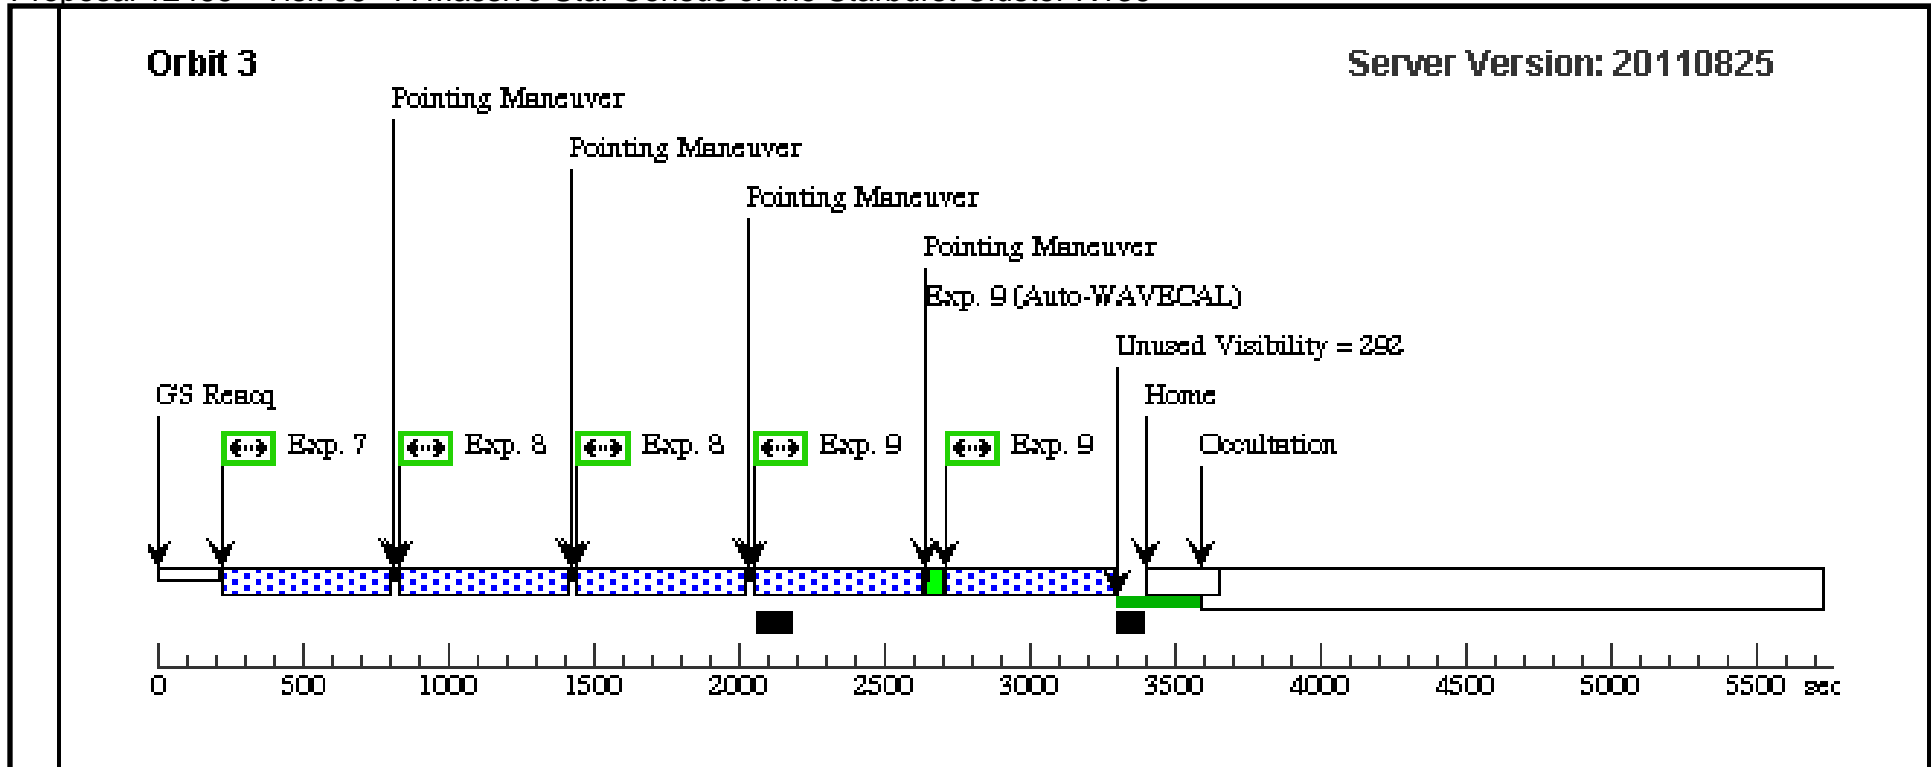 Orbit 3
Server Version: 20110825
Pointing Maneuver
Pointing Maneuver
Pointing Maneuver
Pointing Maneuver
Exp. 9 (Auto-WAVECAL)
Unused Visibility = 292
GS Reacq
Home
Exp. 7
Exp. 8
Exp. 8
Exp. 9
Exp. 9
Occultation
0 500 1000 1500 2000 2500 3000 3500 4000 4500 5000 5500 sec